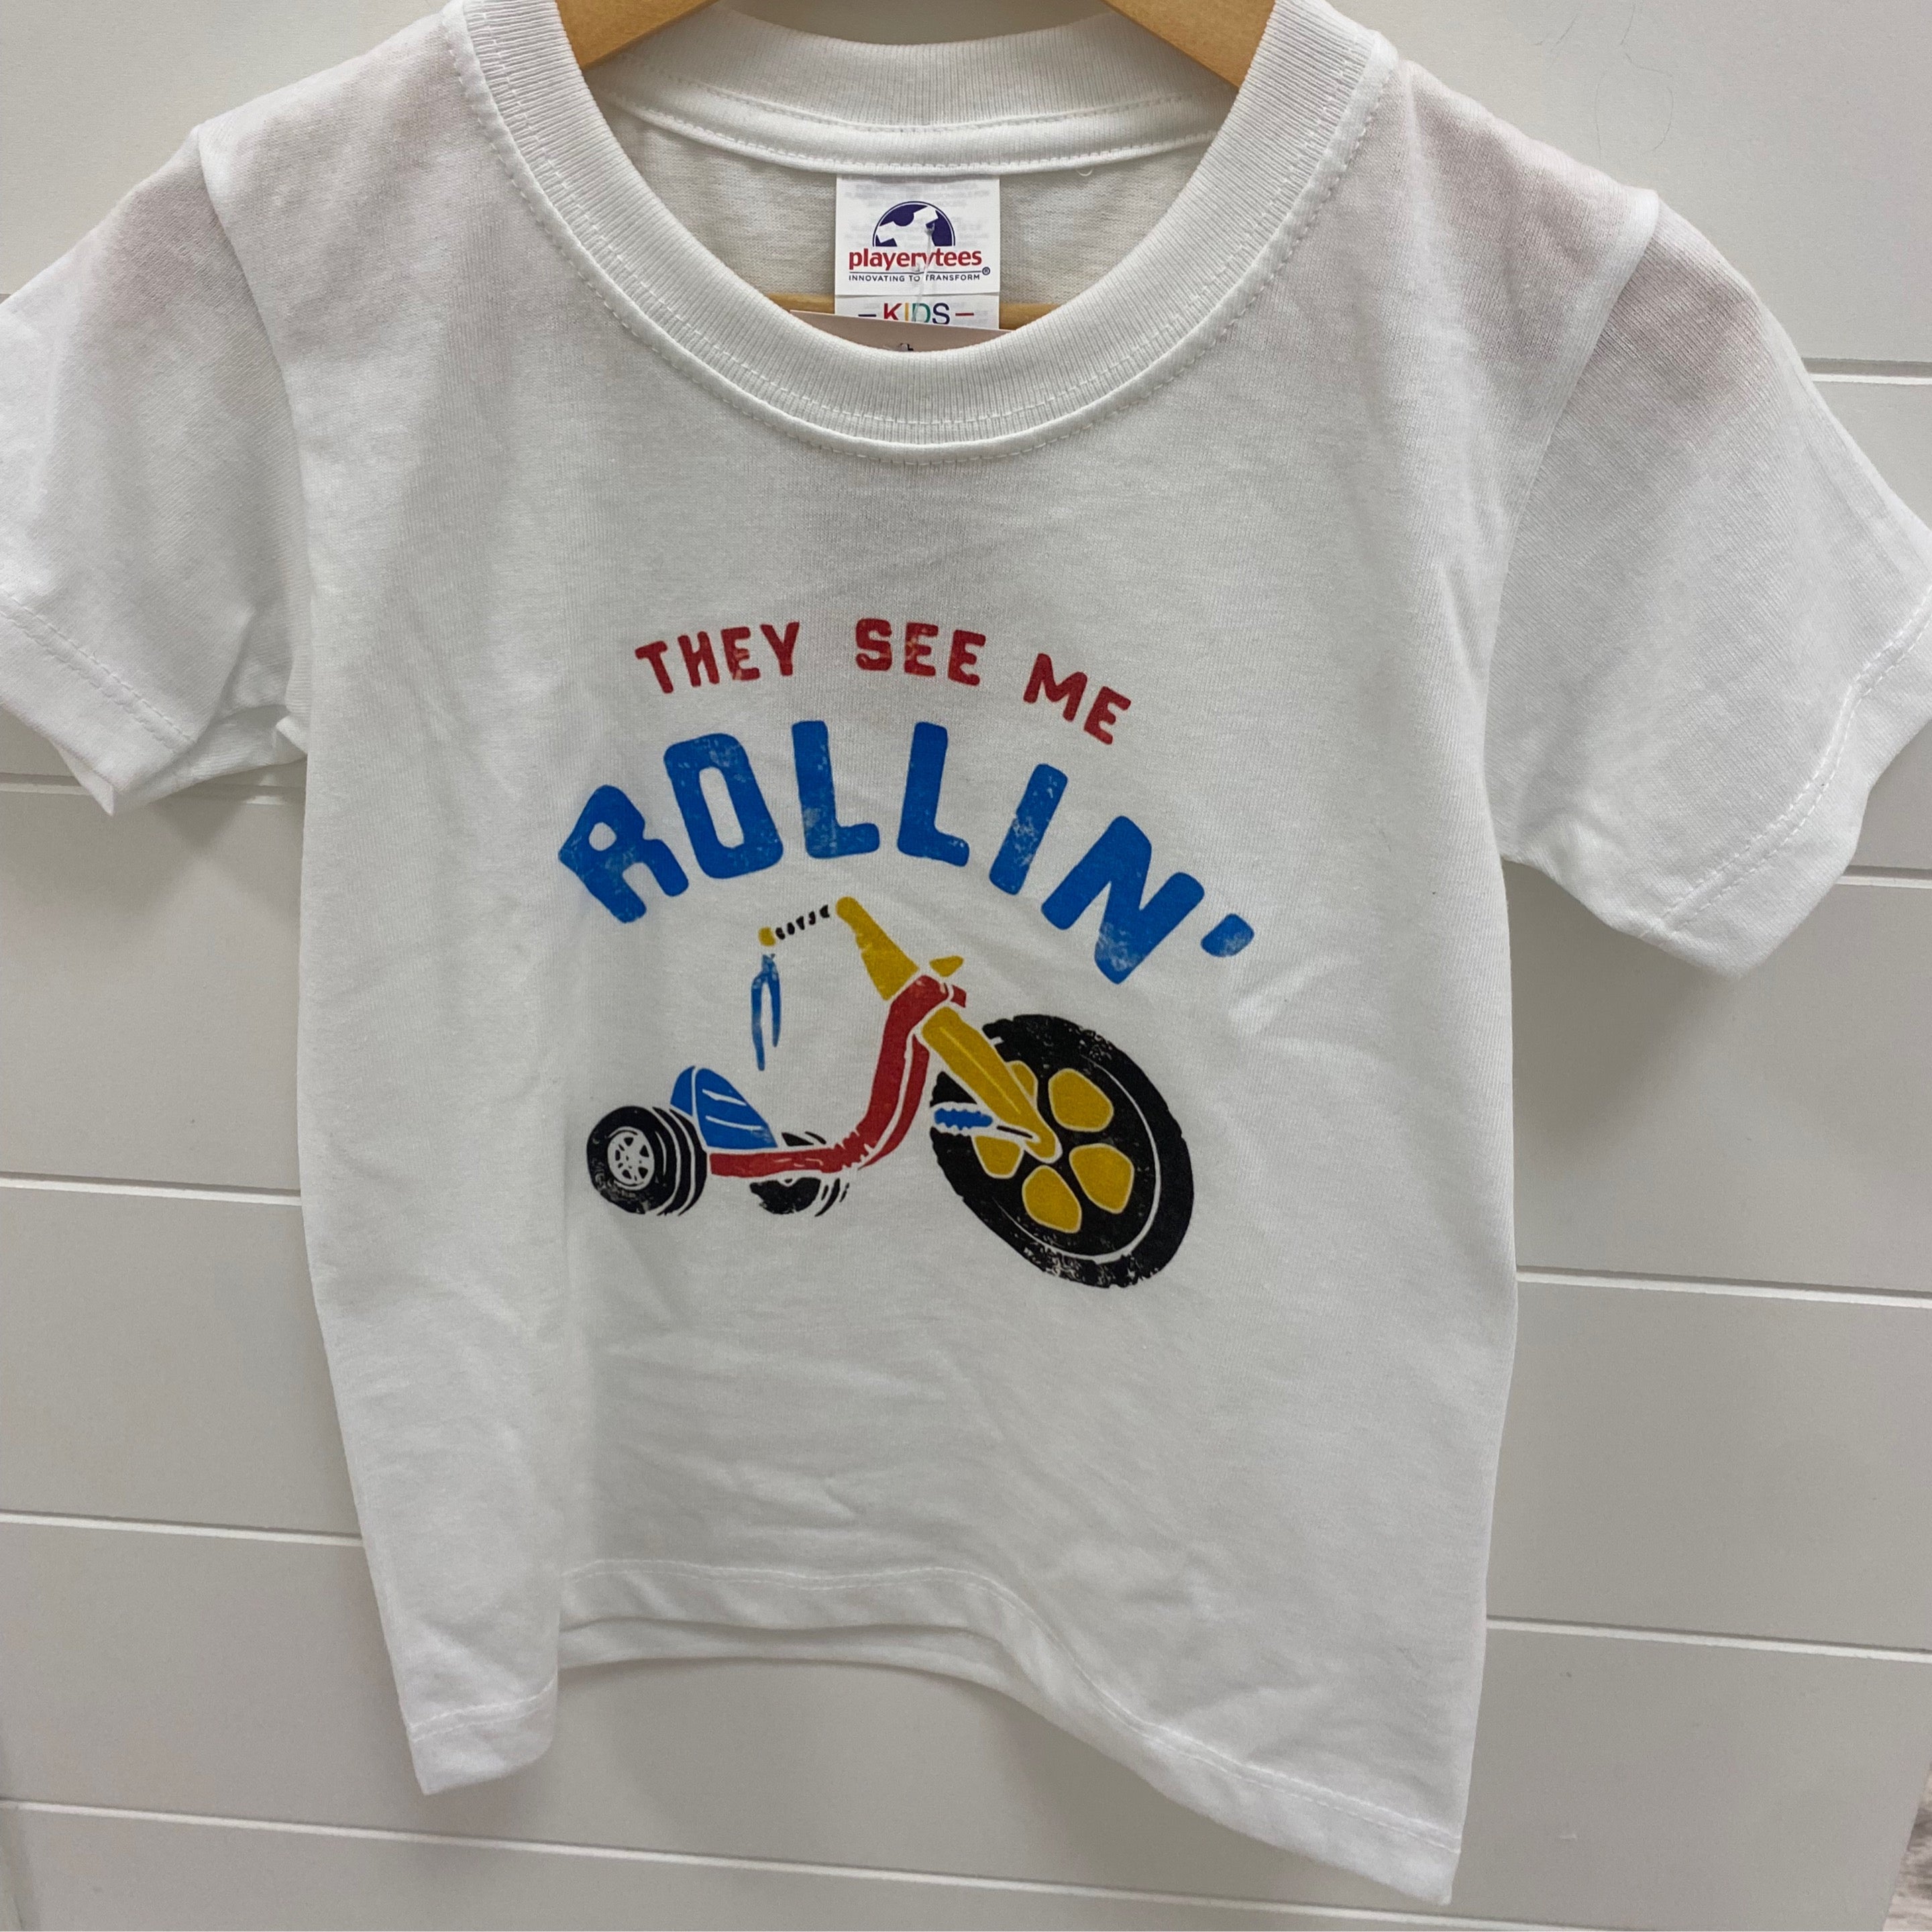 playerytees®
INNOVATING TO TRANSFORM
- KIDS -
THEY SEE ME
ROLLIN'